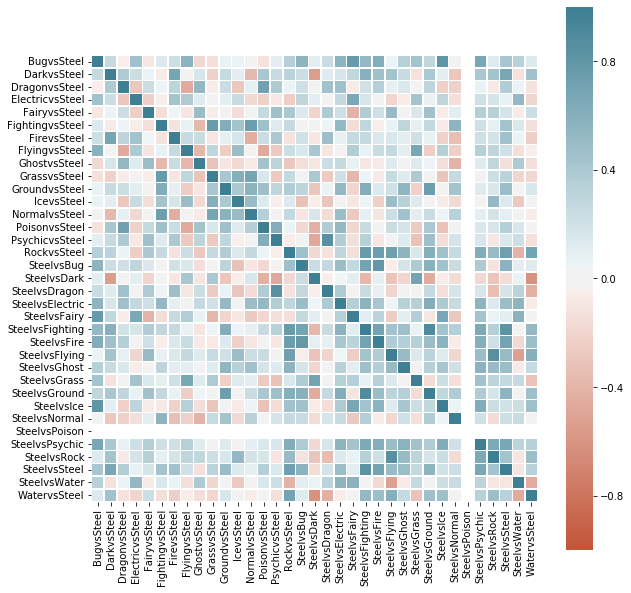 BugvsSteel
DarkvsSteel
DragonvsSteel
ElectricvsSteel
FairyvsSteel
FightingvsSteel
FirevsSteel
FlyingvsSteel
GhostvsSteel
GrassvsSteel
GroundvsSteel
IcevsSteel
NormalvsSteel
PoisonvsSteel
PsychicvsSteel
RockvsSteel
SteelvsBug
SteelvsDark
SteelvsDragon
SteelvsElectric
SteelvsFairy
SteelvsFighting
SteelvsFire
SteelvsFlying
SteelvsGhost
SteelvsGrass
SteelvsGround
SteelvsIce
SteelvsNormal
SteelvsPoison
SteelvsPsychic
SteelvsRock
SteelvsSteel
SteelvsWater
WatervsSteel
BugvsSteel
DarkvsSteel
DragonvsSteel
ElectricvsSteel
FairyvsSteel
FightingvsSteel
FirevsSteel
FlyingvsSteel
GhostvsSteel
GrassvsSteel
GroundvsSteel
IcevsSteel
NormalvsSteel
PoisonvsSteel
PsychicvsSteel
RockvsSteel
SteelvsBug
SteelvsDark
SteelvsDragon
SteelvsElectric
SteelvsFairy
SteelvsFighting
SteelvsFire
SteelvsFlying
SteelvsGhost
SteelvsGrass
SteelvsGround
SteelvsIce
SteelvsNormal
SteelvsPoison
SteelvsPsychic
SteelvsRock
SteelvsSteel
SteelvsWater
WatervsSteel
0.8
0.4
0.0
−0.4
−0.8